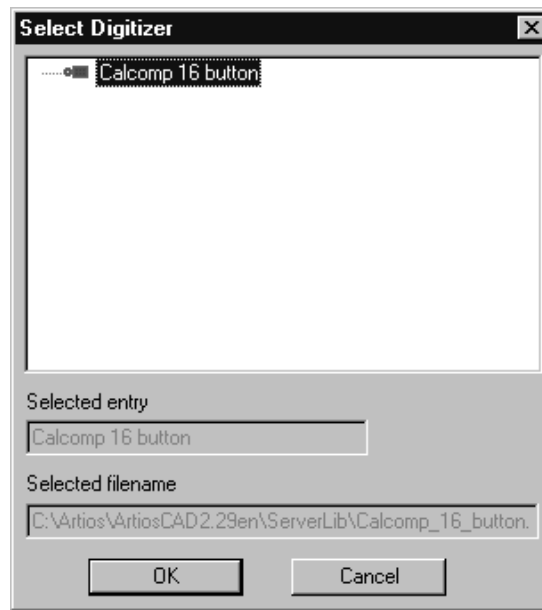 Select Digitizer
Calcomp 16 button
Selected entry
Calcomp 16 button
Selected filename
C:\Artios\ArtiosCAD2.29en\ServerLib\Calcomp_16_button.
OK Cancel